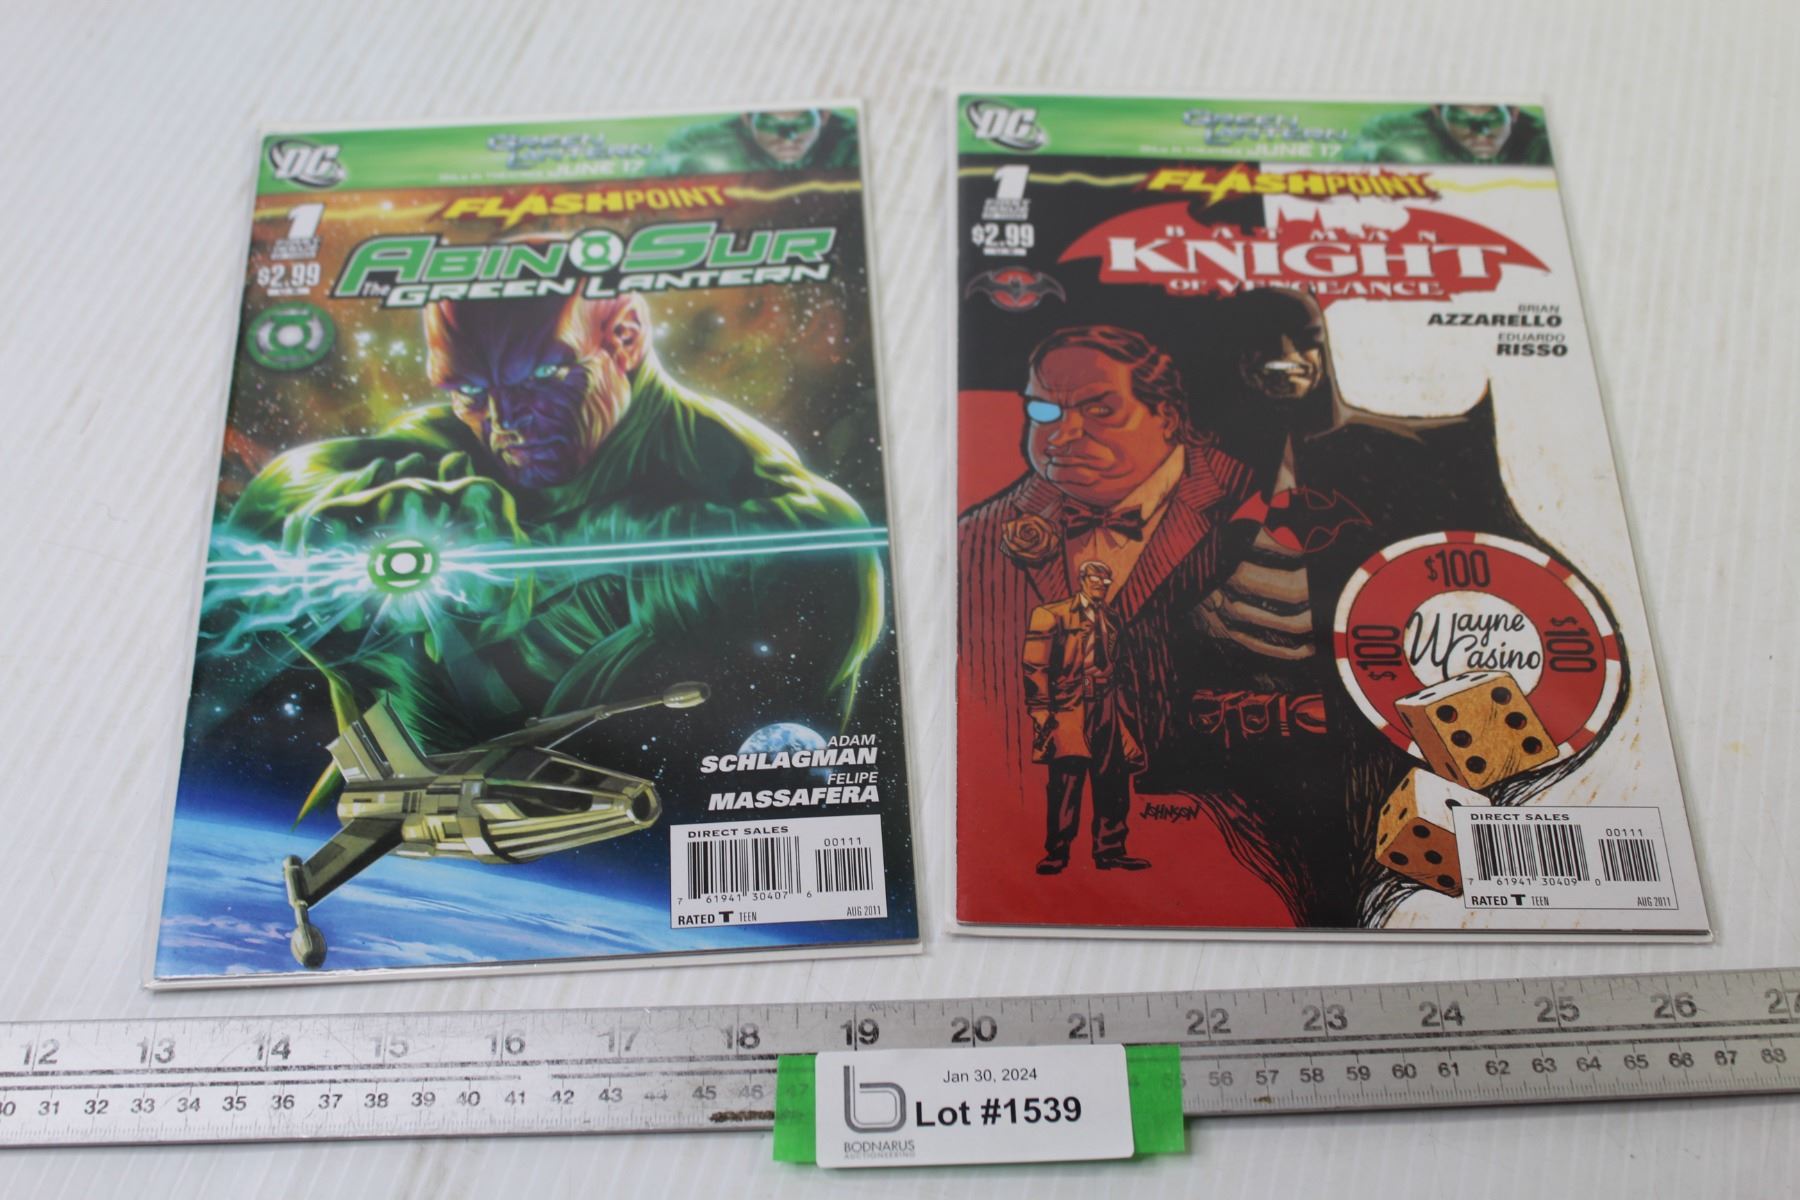 DC
GREEN
LANTERN
JUNE 17
FLASHPOINT
1
$2.99
ABIN SUR
The GREEN LANTERN
ADAM
SCHLAGMAN
FELIPE
MASSAFERA
DIRECT SALES
00111
7 61941 30407 6
RATED T TEEN AUG 2011
DC
GREEN
LANTERN
JUNE 17
FLASHPOINT
1
$2.99
BATMAN
KNIGHT
OF VENGEANCE
BRIAN
AZZARELLO
EDUARDO
RISSO
$100
$100
$100
Wayne
Casino
JOHNSON
DIRECT SALES
00111
7 61941 30409 0
RATED T TEEN AUG 2011
12 13 14 15 16 17 18 19 20 21 22 23 24 25 26 27
30 31 32 33 34 35 36 37 38 39 40 41 42 43 44 45 46 47 55 56 57 58 59 60 61 62 63 64 65 66 67 68
Jan 30, 2024
Lot #1539
BODNARUS
AUCTIONEERING